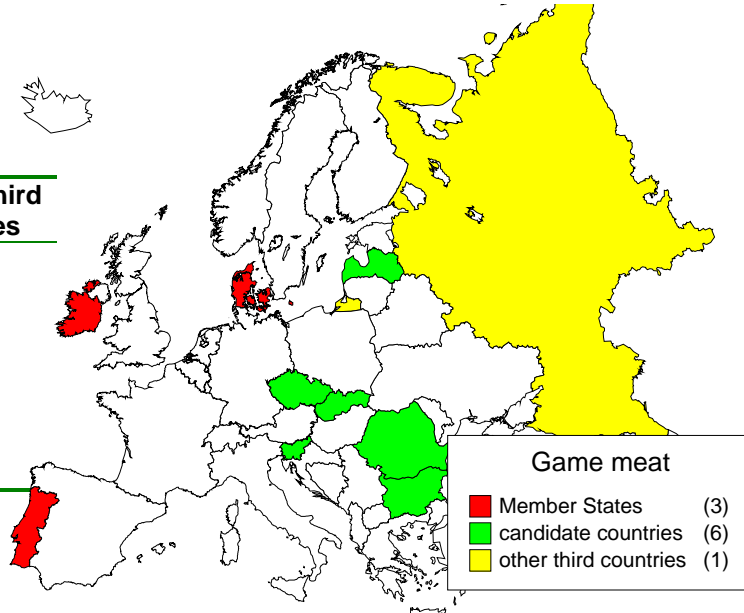 hird
es
Game meat
Member States (3)
candidate countries (6)
other third countries (1)